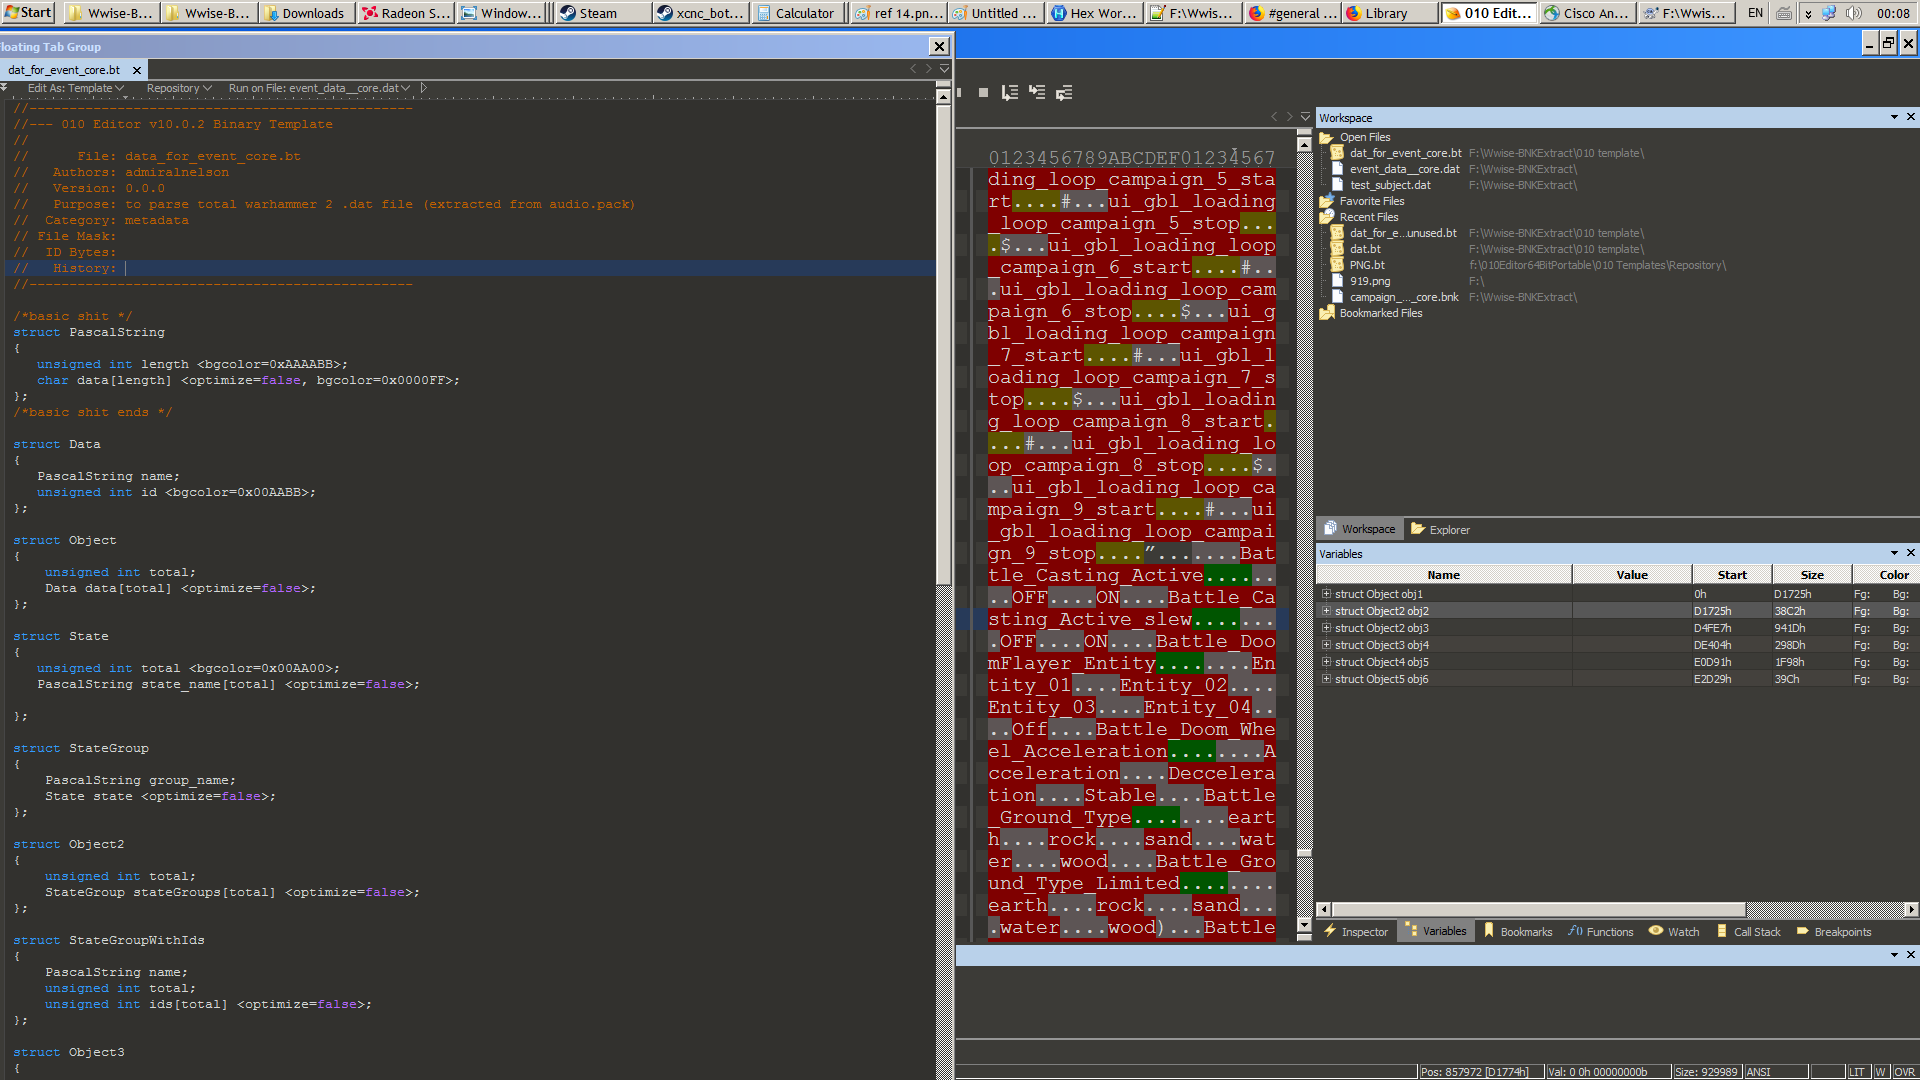 Start
Wwise-B...
Wwise-B...
Downloads
Radeon S...
Window...
Steam
xcnc_bot...
Calculator
ref 14.pn...
Untitled ...
Hex Wor...
F:\Wwis...
#general ...
Library
010 Edit...
Cisco An...
F:\Wwis...
EN
00:08
Floating Tab Group
dat_for_event_core.bt
Edit As: Template
Repository
Run on File: event_data__core.dat
//------------------------------------------------
//--- 010 Editor v10.0.2 Binary Template
//
//      File: data_for_event_core.bt
//   Authors: admiralnelson
//   Version: 0.0.0
//   Purpose: to parse total warhammer 2 .dat file (extracted from audio.pack)
//  Category: metadata
// File Mask:
//  ID Bytes:
//   History:
//------------------------------------------------
/*basic shit */
struct PascalString
{
unsigned int length <bgcolor=0xAAAABB>;
char data[length] <optimize=false, bgcolor=0x0000FF>;
};
/*basic shit ends */
struct Data
{
PascalString name;
unsigned int id <bgcolor=0x00AABB>;
};
struct Object
{
unsigned int total;
Data data[total] <optimize=false>;
};
struct State
{
unsigned int total <bgcolor=0x00AA00>;
PascalString state_name[total] <optimize=false>;
};
struct StateGroup
{
PascalString group_name;
State state <optimize=false>;
};
struct Object2
{
unsigned int total;
StateGroup stateGroups[total] <optimize=false>;
};
struct StateGroupWithIds
{
PascalString name;
unsigned int total;
unsigned int ids[total] <optimize=false>;
};
struct Object3
{
0123456789ABCDEF01234567
ding_loop_campaign_5_sta
rt....#...ui_gbl_loading
_loop_campaign_5_stop...
.$...ui_gbl_loading_loop
_campaign_6_start....#..
.ui_gbl_loading_loop_cam
paign_6_stop....$...ui_g
bl_loading_loop_campaign
_7_start....#...ui_gbl_l
oading_loop_campaign_7_s
top....$...ui_gbl_loadin
g_loop_campaign_8_start.
...#...ui_gbl_loading_lo
op_campaign_8_stop....$.
..ui_gbl_loading_loop_ca
mpaign_9_start....#...ui
_gbl_loading_loop_campai
gn_9_stop....”.......Bat
tle_Casting_Active......
..OFF....ON....Battle_Ca
sting_Active_slew.......
.OFF....ON....Battle_Doo
mFlayer_Entity........En
tity_01....Entity_02....
Entity_03....Entity_04..
..Off....Battle_Doom_Whe
el_Acceleration........A
cceleration....Deccelera
tion....Stable....Battle
_Ground_Type........eart
h....rock....sand....wat
er....wood....Battle_Gro
und_Type_Limited........
earth....rock....sand...
.water....wood)...Battle
Workspace
Open Files
dat_for_event_core.bt F:\Wwise-BNKExtract\010 template\
event_data__core.dat F:\Wwise-BNKExtract\
test_subject.dat F:\Wwise-BNKExtract\
Favorite Files
Recent Files
dat_for_e...unused.bt F:\Wwise-BNKExtract\010 template\
dat.bt F:\Wwise-BNKExtract\010 template\
PNG.bt f:\010Editor64BitPortable\010 Templates\Repository\
919.png F:\
campaign_..._core.bnk F:\Wwise-BNKExtract\
Bookmarked Files
Workspace
Explorer
Variables
Name Value Start Size Color
struct Object obj1 0h D1725h Fg: Bg:
struct Object2 obj2 D1725h 38C2h Fg: Bg:
struct Object2 obj3 D4FE7h 941Dh Fg: Bg:
struct Object3 obj4 DE404h 298Dh Fg: Bg:
struct Object4 obj5 E0D91h 1F98h Fg: Bg:
struct Object5 obj6 E2D29h 39Ch Fg: Bg:
Inspector
Variables
Bookmarks
Functions
Watch
Call Stack
Breakpoints
Pos: 857972 [D1774h]
Val: 0 0h 00000000b
Size: 929989
ANSI
LIT
W
OVR